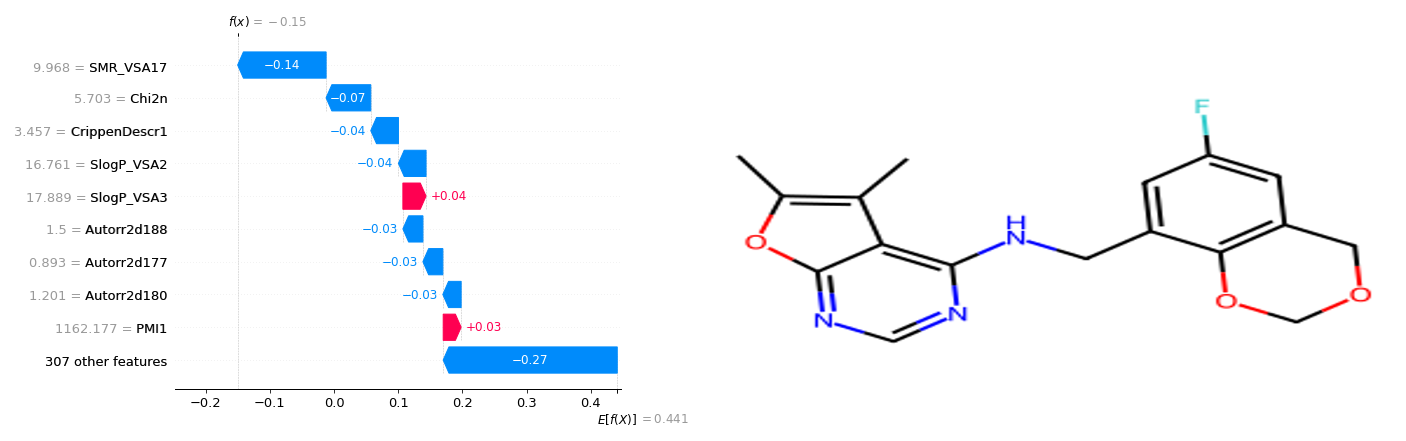 f(x) = −0.15
9.968 = SMR_VSA17
−0.14
5.703 = Chi2n
−0.07
3.457 = CrippenDescr1
−0.04
16.761 = SlogP_VSA2
−0.04
17.889 = SlogP_VSA3
+0.04
1.5 = Autorr2d188
−0.03
0.893 = Autorr2d177
−0.03
1.201 = Autorr2d180
−0.03
1162.177 = PMI1
+0.03
307 other features
−0.27
−0.2 −0.1 0.0 0.1 0.2 0.3 0.4
E[f(X)] = 0.441
F
H
N
O
N
N
O
O